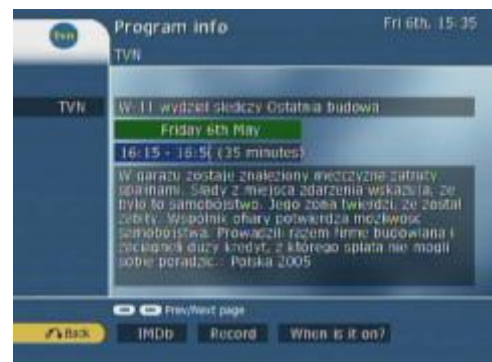 tvn
Program info
Fri 6th, 15:35
TVN
TVN
W-11 wydział śledczy Ostatnia budowa
Friday 6th May
16:15 - 16:5( (35 minutes)
W garażu zostaje znaleziony mężczyzna zatruty
spalinami. Ślady z miejsca zdarzenia wskazują, że
było to samobójstwo. Jego żona twierdzi, że został
zabity. Wspólnik ofiary potwierdza możliwość
samobójstwa. Prowadzili razem firmę budowlaną i
zaciągnęli duży kredyt, z którego spłatą nie mogli
sobie poradzić... Polska 2005
Prev/Next page
Back
IMDb
Record
When is it on?